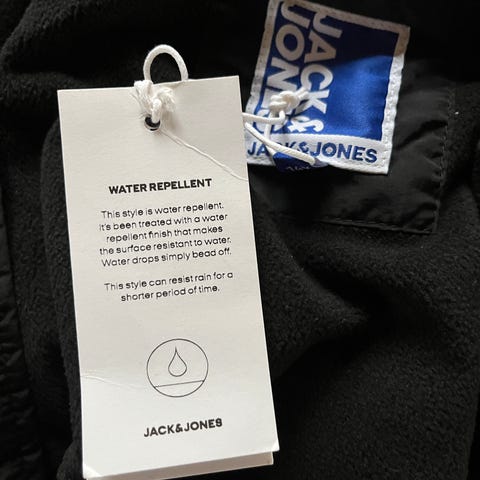 JACK&
JONES
JACK&JONES
WATER REPELLENT
This style is water repellent.
It's been treated with a water
repellent finish that makes
the surface resistant to water.
Water drops simply bead off.
This style can resist rain for a
shorter period of time.
JACK&JONES